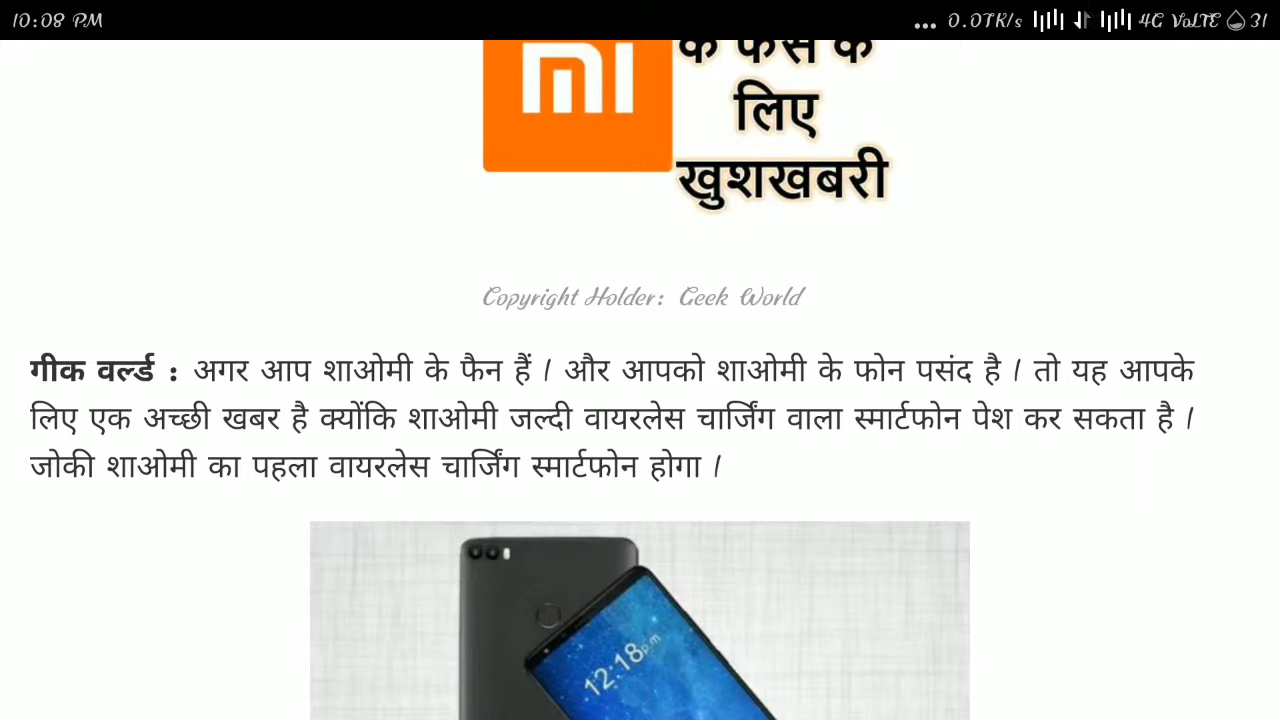 10:08 PM ... 0.07K/s 4G VoLTE 31
mi
के फैंस के
लिए
खुशखबरी
Copyright Holder: Geek World
गीक वर्ल्ड : अगर आप शाओमी के फैन हैं । और आपको शाओमी के फोन पसंद है । तो यह आपके
लिए एक अच्छी खबर है क्योंकि शाओमी जल्दी वायरलेस चार्जिंग वाला स्मार्टफोन पेश कर सकता है ।
जोकी शाओमी का पहला वायरलेस चार्जिंग स्मार्टफोन होगा ।
12:18 p.m